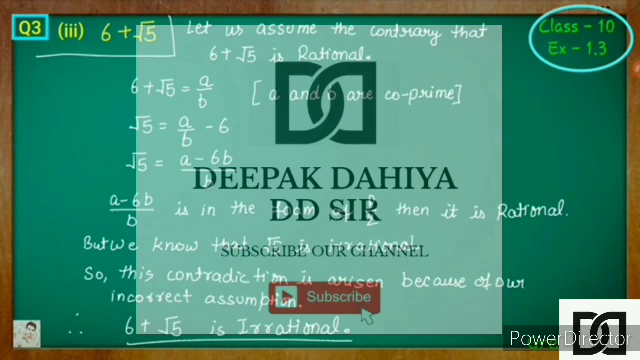 Q3 (iii) 6+√5 Let us assume the contrary that
6+√5 is Rational.
Class - 10
Ex - 1.3
6+√5 = a/b [a and b are co-prime]
√5 = a/b - 6
√5 = a-6b/
DEEPAK DAHIYA
DD SIR
a-6b/b is in the form of then it is Rational.
But we know that √5 is irrational.
SUBSCRIBE OUR CHANNEL
So, this contradiction is arisen because of our
incorrect assumption.
Subscribe
∴ 6+√5 is Irrational.
PowerDirector